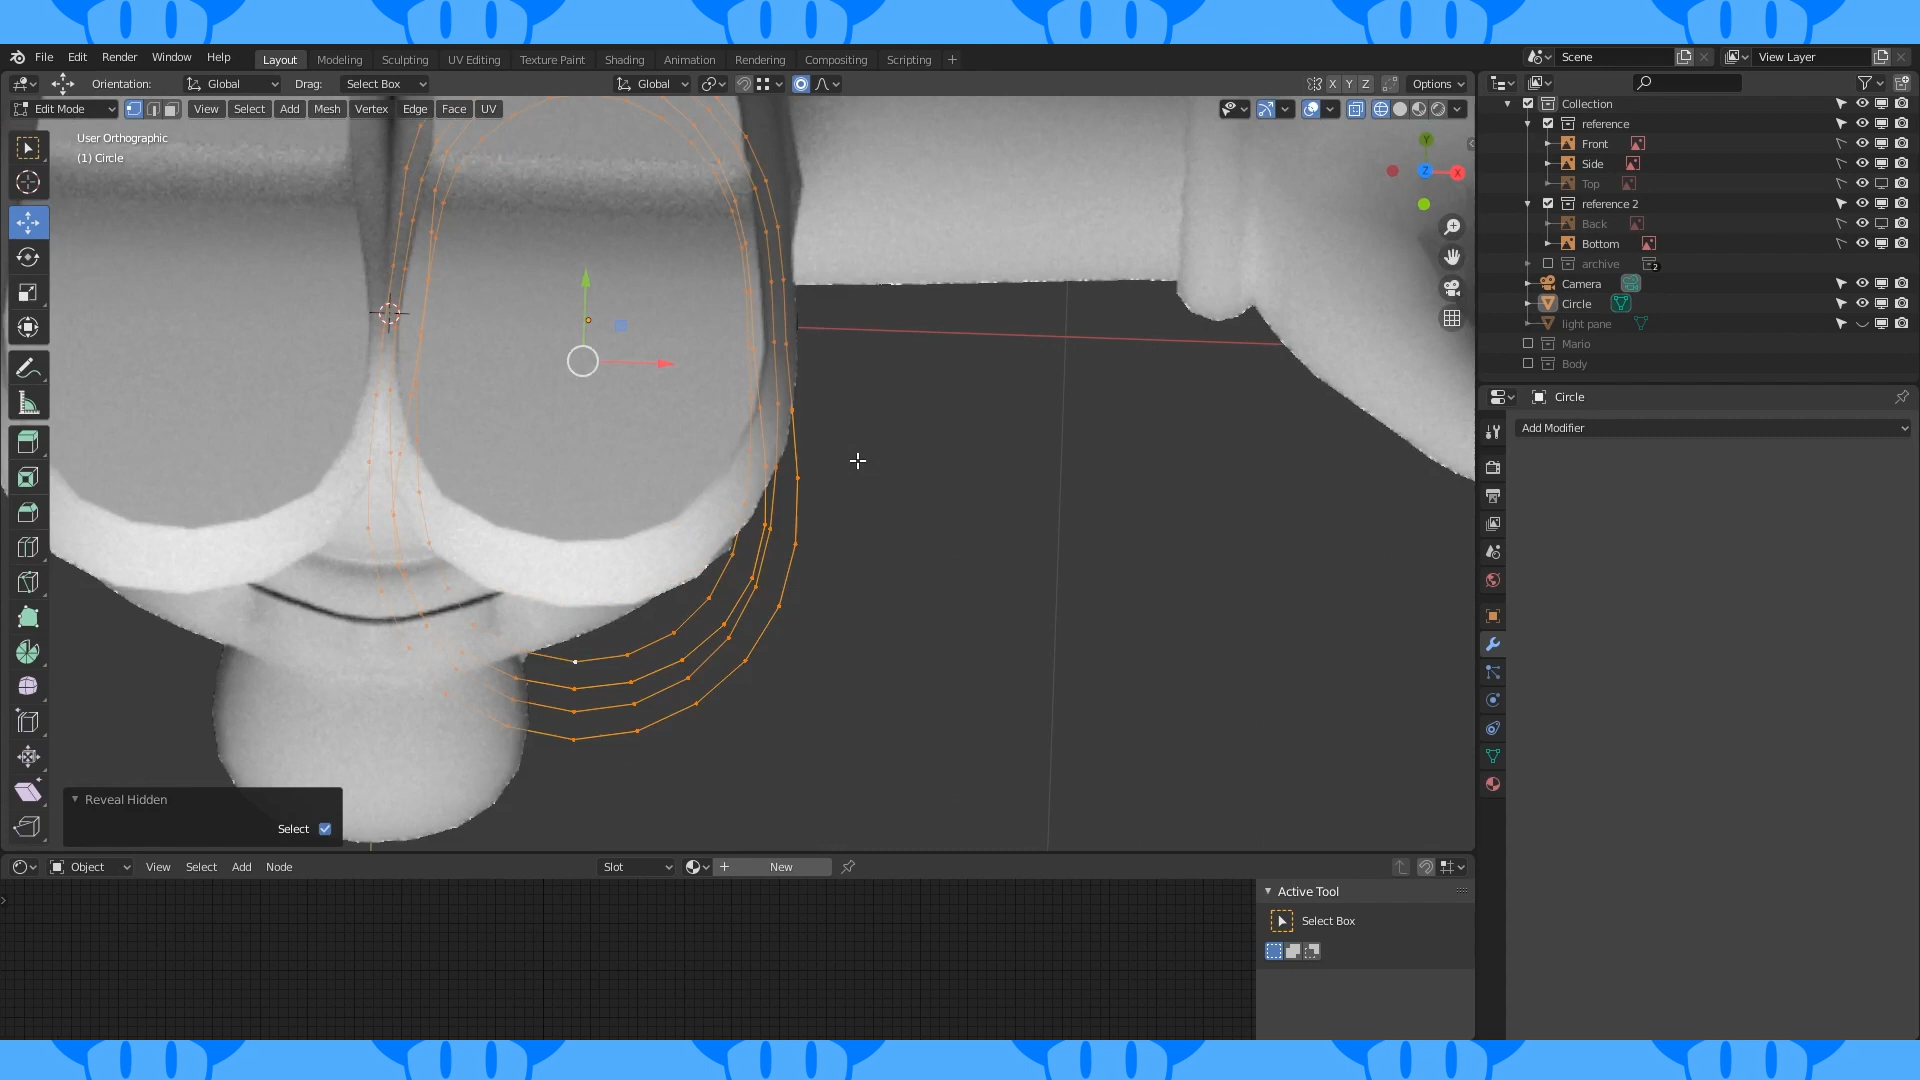 File Edit Render Window Help Layout Modeling Sculpting UV Editing Texture Paint Shading Animation Rendering Compositing Scripting + Scene View Layer
Orientation: Global Drag: Select Box Global X Y Z Options
Edit Mode View Select Add Mesh Vertex Edge Face UV
User Orthographic
(1) Circle
Y
Z X
Collection
reference
Front
Side
Top
reference 2
Back
Bottom
archive 2
Camera
Circle
light pane
Mario
Body
Circle
Add Modifier
Reveal Hidden
Select
Object View Select Add Node Slot New
Active Tool
Select Box